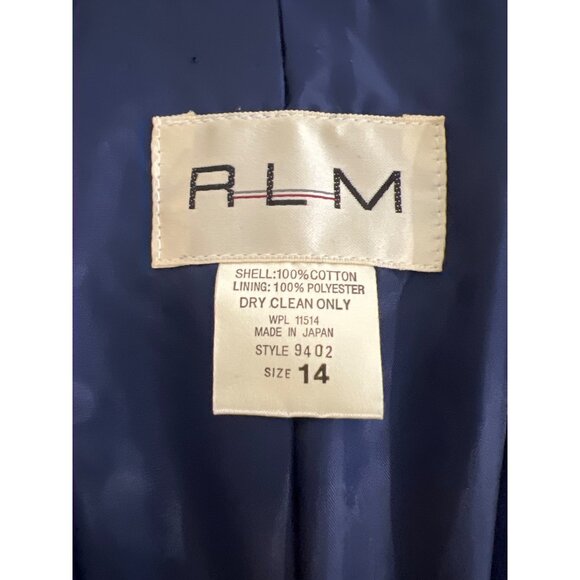 RLM
SHELL:100%COTTON
LINING: 100% POLYESTER
DRY CLEAN ONLY
WPL 11514
MADE IN JAPAN
STYLE 9402
SIZE 14